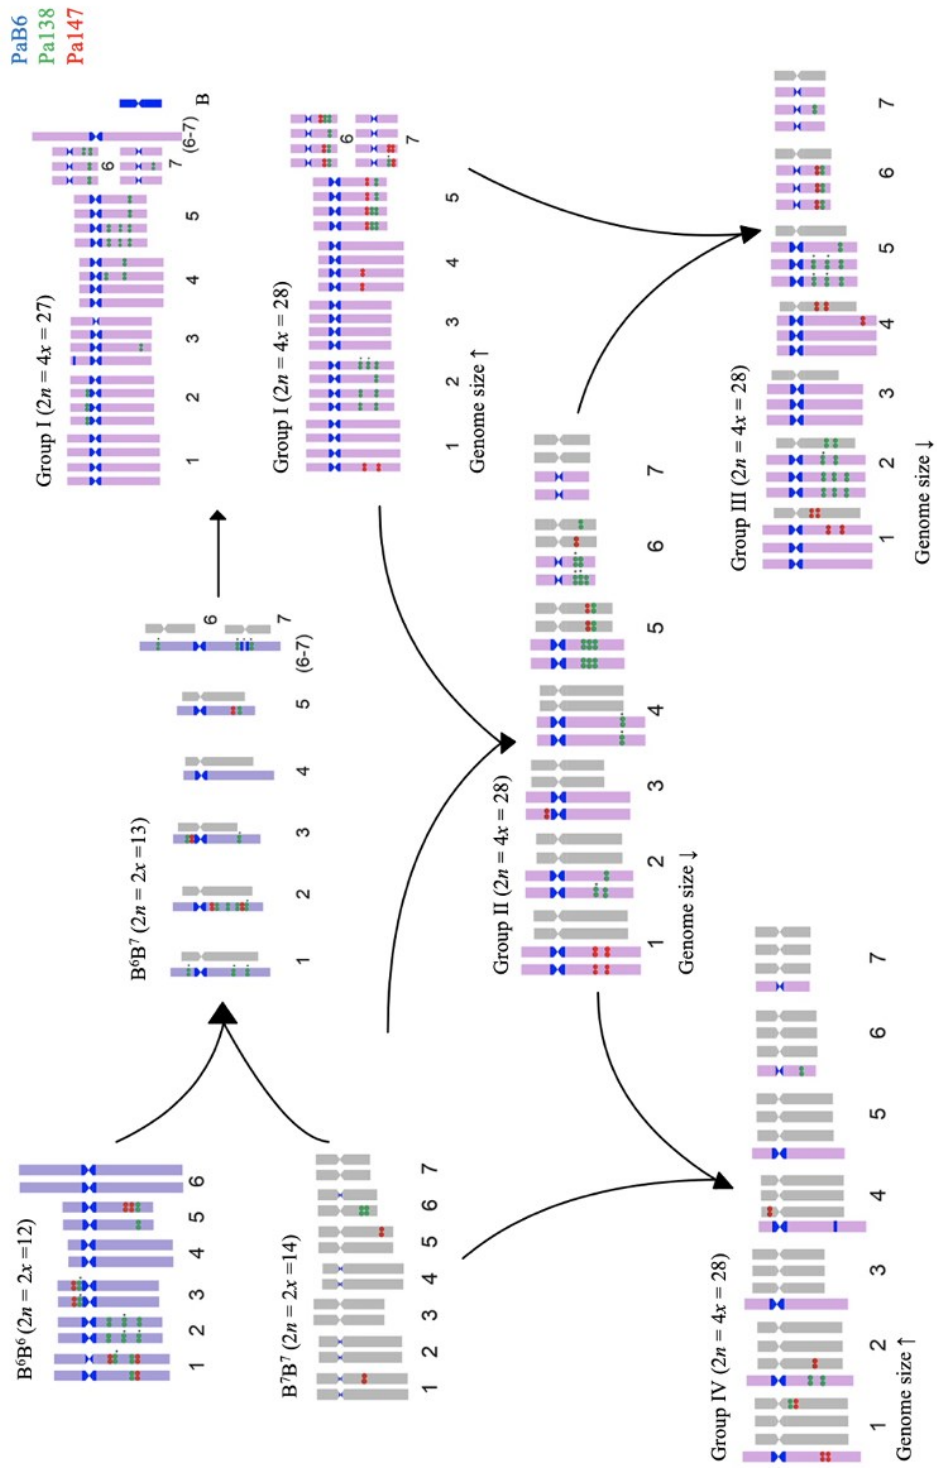 PaB6
Pa138
Pa147
B⁶B⁶ (2n = 2x =12)
1 2 3 4 5 6
B⁷B⁷ (2n = 2x =14)
1 2 3 4 5 6 7
B⁶B⁷ (2n = 2x =13)
1 2 3 4 5 (6-7)
6
7
Group I (2n = 4x = 27)
1 2 3 4 5
6
7
(6-7)
B
Group I (2n = 4x = 28)
1 2 3 4 5
6
7
Genome size ↑
Group II (2n = 4x = 28)
1 2 3 4 5 6 7
Genome size ↓
Group IV (2n = 4x = 28)
1 2 3 4 5 6 7
Genome size ↑
Group III (2n = 4x = 28)
1 2 3 4 5 6 7
Genome size ↓